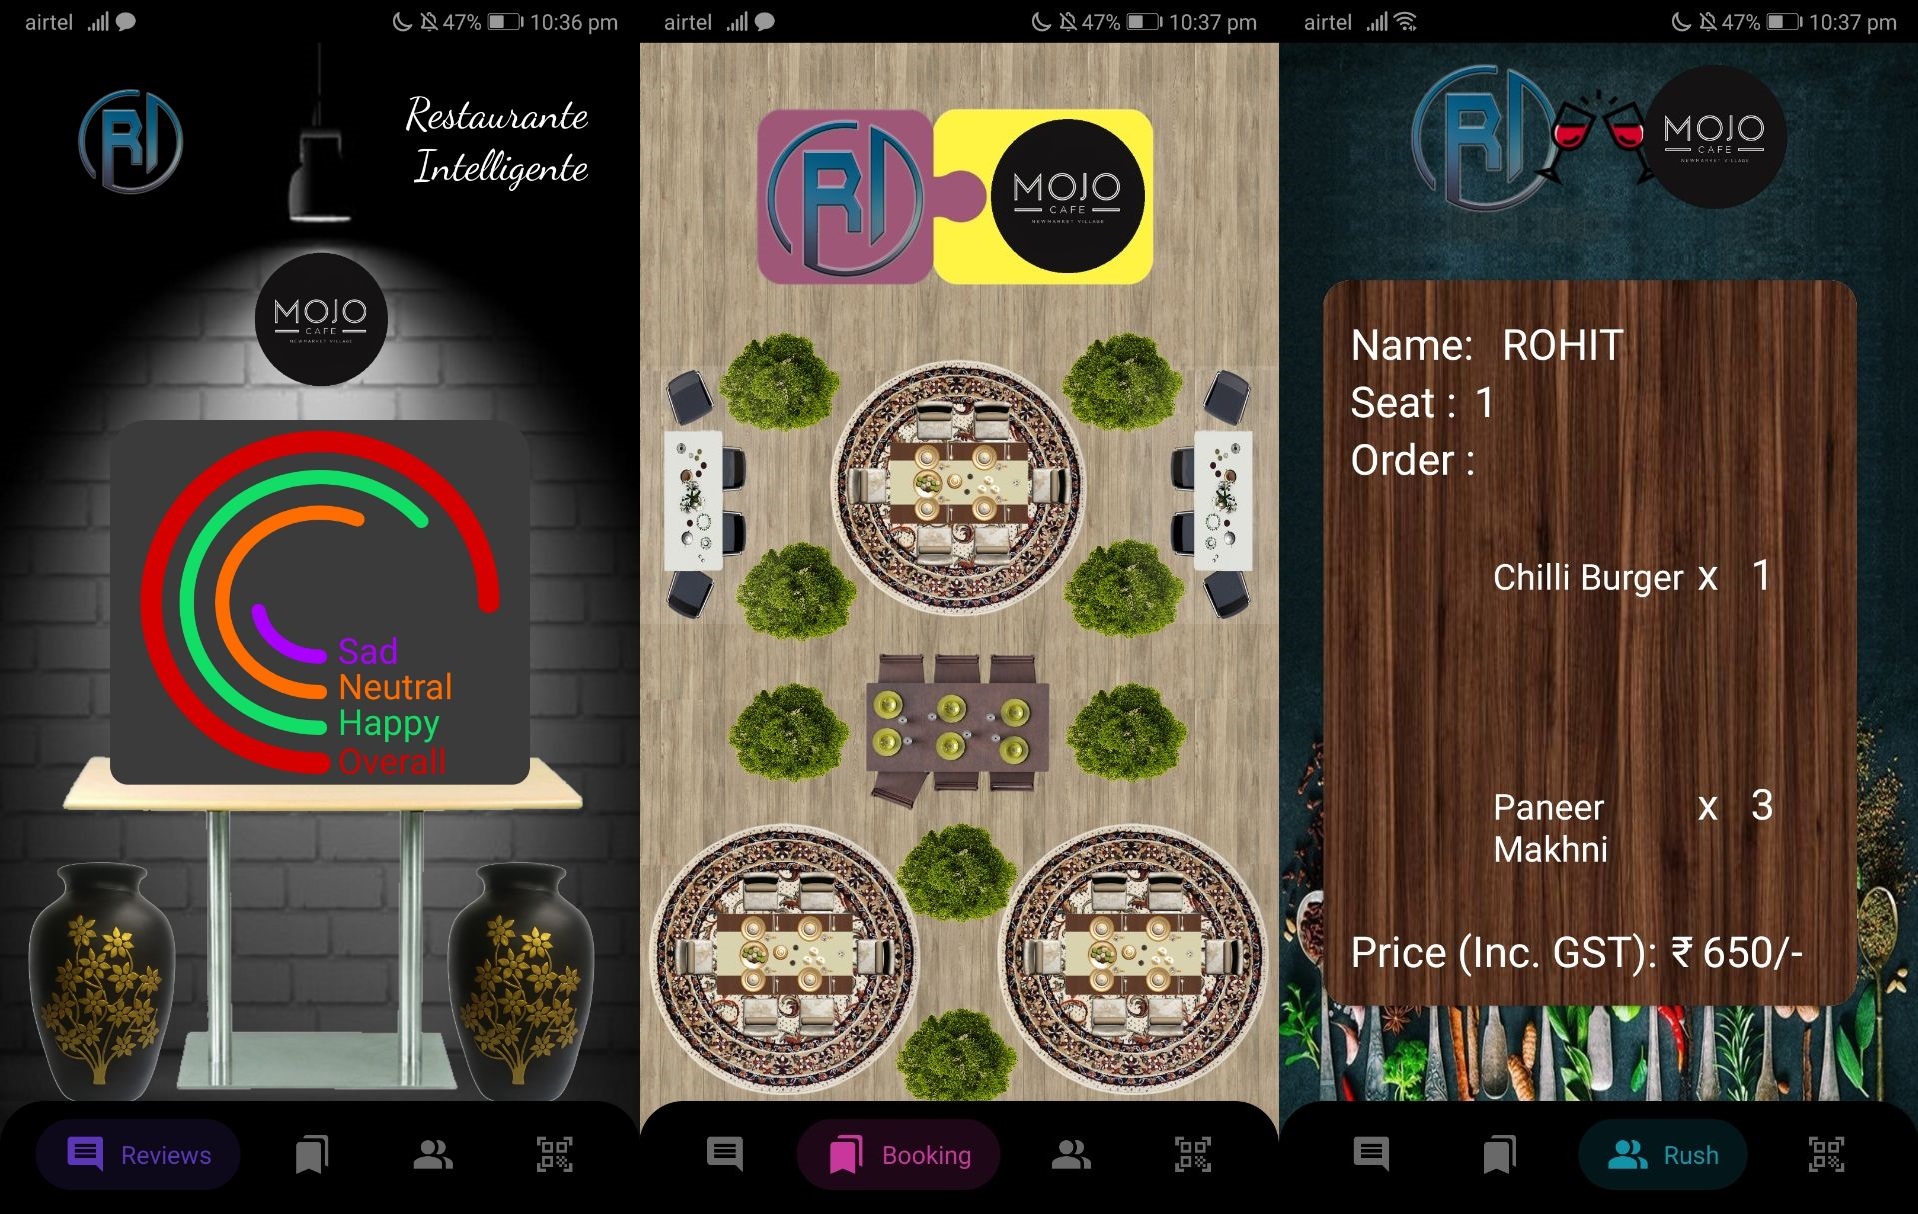 airtel 47% 10:36 pm
RI
Restaurante
Intelligente
MOJO
CAFE
NEWMARKET VILLAGE
Sad
Neutral
Happy
Overall
Reviews
airtel 47% 10:37 pm
RI
MOJO
CAFE
NEWMARKET VILLAGE
Booking
airtel 47% 10:37 pm
RI
MOJO
CAFE
NEWMARKET VILLAGE
Name: ROHIT
Seat : 1
Order :
Chilli Burger x 1
Paneer x 3
Makhni
Price (Inc. GST): ₹ 650/-
Rush